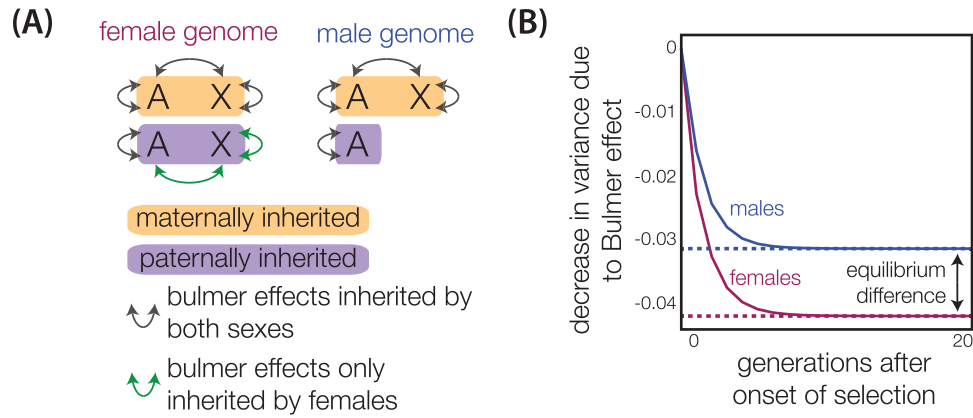 (A)
female genome
male genome
A X
A X
A X
A
maternally inherited
paternally inherited
bulmer effects inherited by
both sexes
bulmer effects only
inherited by females
(B)
decrease in variance due
to Bulmer effect
0
-0.01
-0.02
-0.03
-0.04
males
females
equilibrium
difference
0
20
generations after
onset of selection